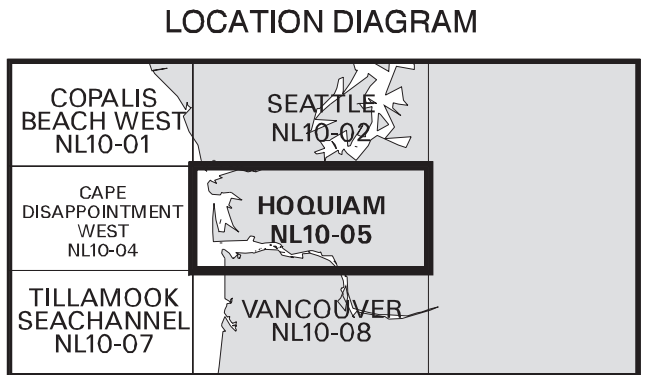 LOCATION DIAGRAM
COPALIS
BEACH WEST
NL10-01
SEATTLE
NL10-02
CAPE
DISAPPOINTMENT
WEST
NL10-04
HOQUIAM
NL10-05
TILLAMOOK
SEACHANNEL
NL10-07
VANCOUVER
NL10-08